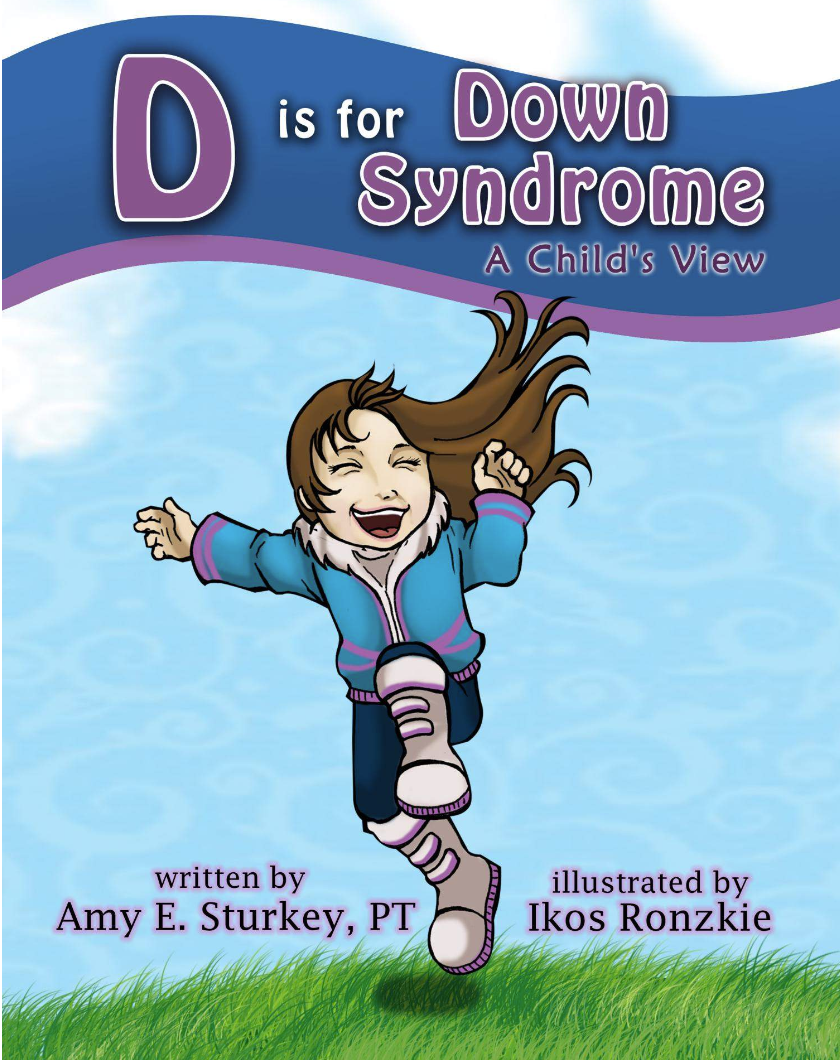 D is for Down
Syndrome
A Child's View
written by
Amy E. Sturkey, PT
illustrated by
Ikos Ronzkie